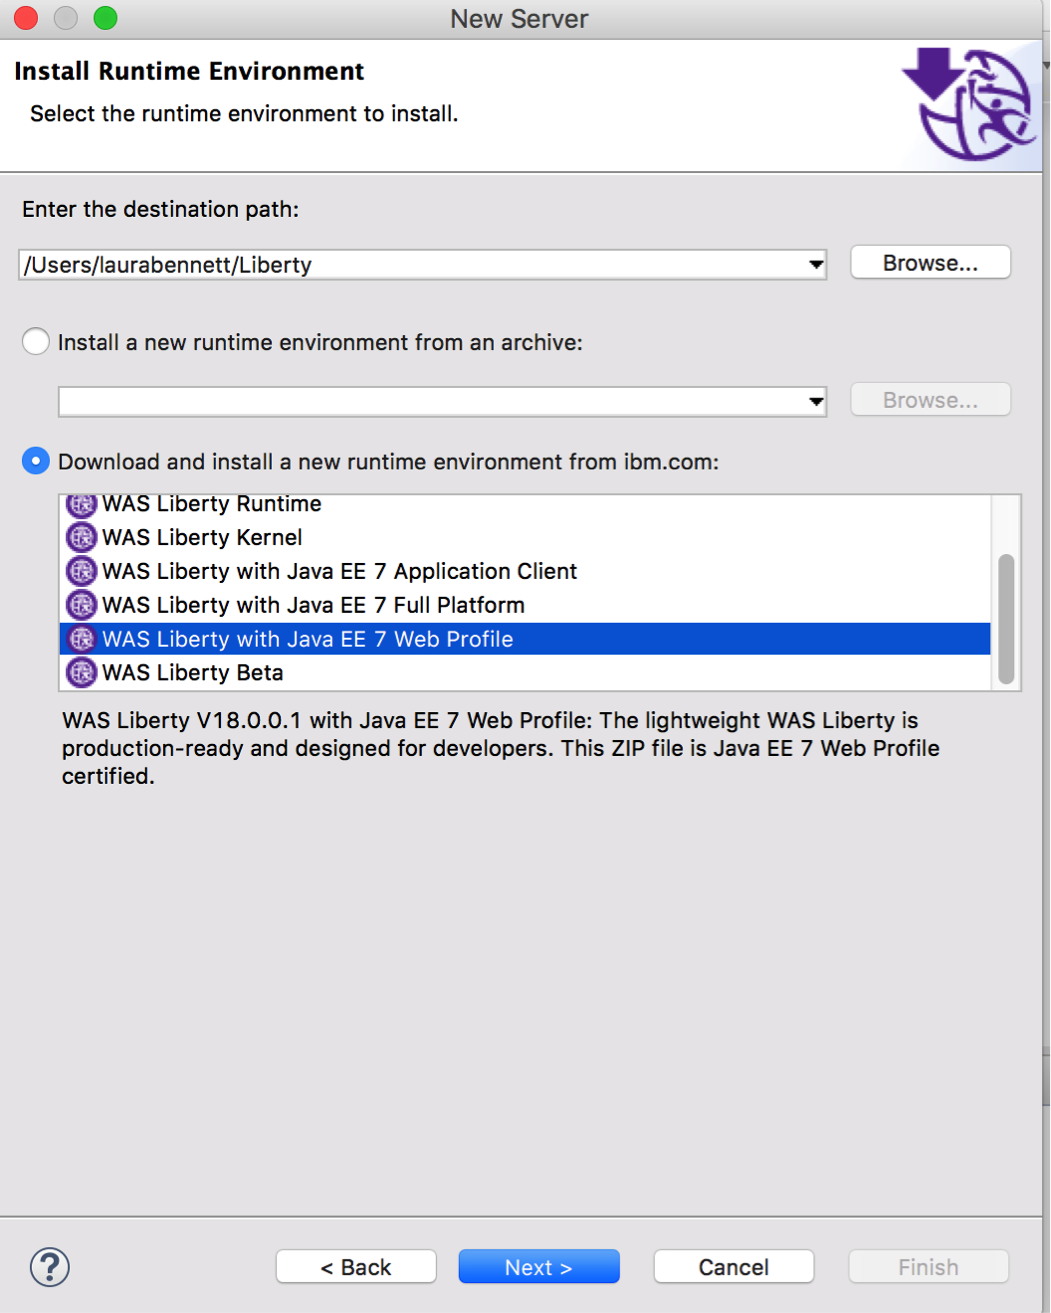 New Server
Install Runtime Environment
Select the runtime environment to install.
Enter the destination path:
/Users/laurabennett/Liberty
Browse...
Install a new runtime environment from an archive:
Browse...
Download and install a new runtime environment from ibm.com:
WAS Liberty Runtime
WAS Liberty Kernel
WAS Liberty with Java EE 7 Application Client
WAS Liberty with Java EE 7 Full Platform
WAS Liberty with Java EE 7 Web Profile
WAS Liberty Beta
WAS Liberty V18.0.0.1 with Java EE 7 Web Profile: The lightweight WAS Liberty is
production-ready and designed for developers. This ZIP file is Java EE 7 Web Profile
certified.
?
< Back
Next >
Cancel
Finish